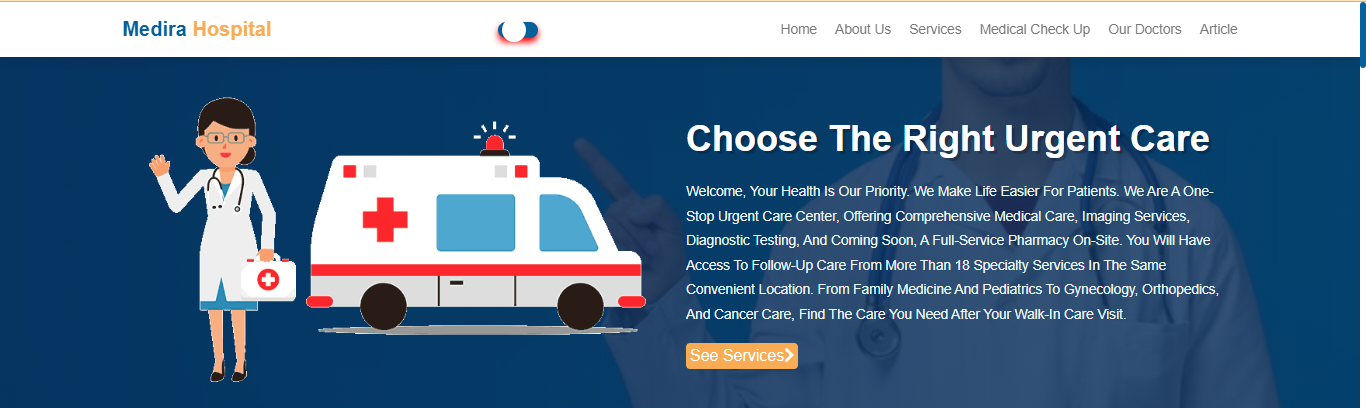 Medira Hospital
Home About Us Services Medical Check Up Our Doctors Article
Choose The Right Urgent Care
Welcome, Your Health Is Our Priority. We Make Life Easier For Patients. We Are A One-
Stop Urgent Care Center, Offering Comprehensive Medical Care, Imaging Services,
Diagnostic Testing, And Coming Soon, A Full-Service Pharmacy On-Site. You Will Have
Access To Follow-Up Care From More Than 18 Specialty Services In The Same
Convenient Location. From Family Medicine And Pediatrics To Gynecology, Orthopedics,
And Cancer Care, Find The Care You Need After Your Walk-In Care Visit.
See Services